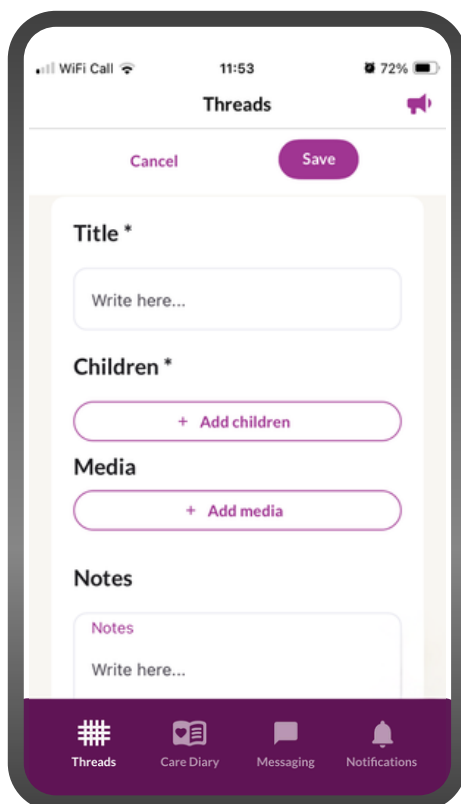 WiFi Call 11:53 72%
Threads
Cancel Save
Title *
Write here...
Children *
+ Add children
Media
+ Add media
Notes
Notes
Write here...
Threads Care Diary Messaging Notifications